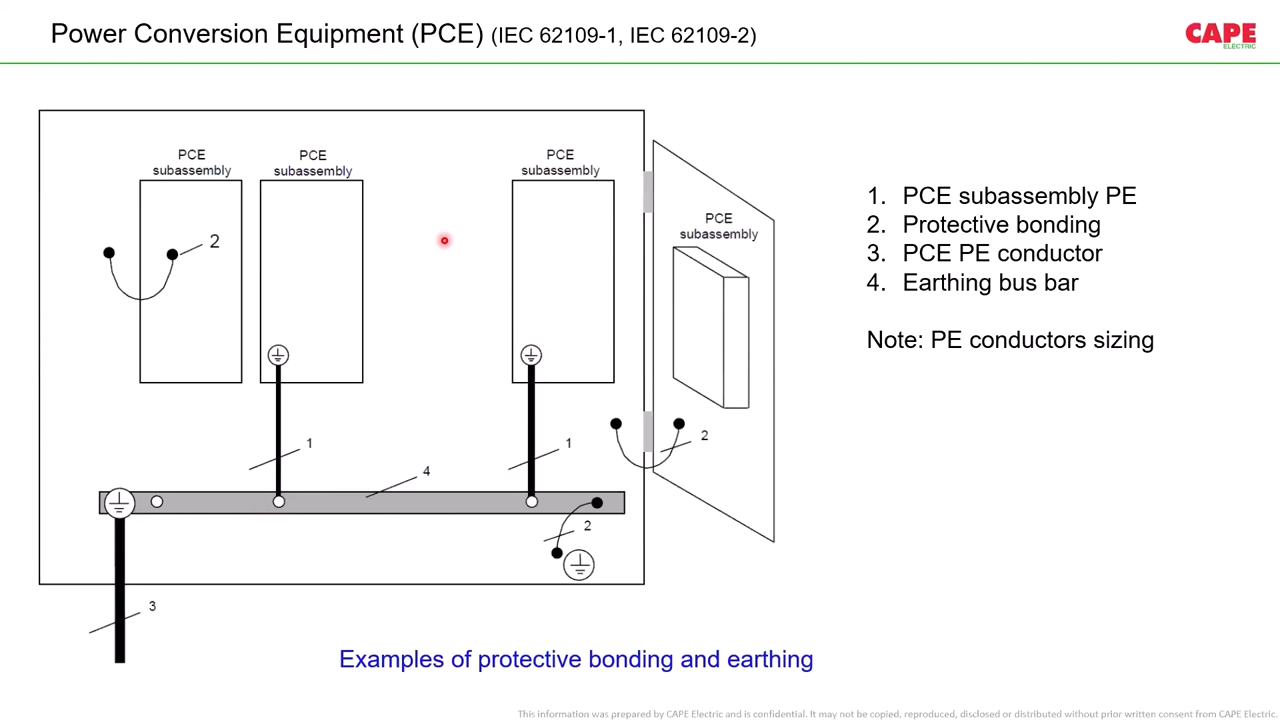 Power Conversion Equipment (PCE) (IEC 62109-1, IEC 62109-2)
CAPE
ELECTRIC
PCE
subassembly
PCE
subassembly
PCE
subassembly
PCE
subassembly
2
1
1
4
2
2
3
1. PCE subassembly PE
2. Protective bonding
3. PCE PE conductor
4. Earthing bus bar
Note: PE conductors sizing
Examples of protective bonding and earthing
This information was prepared by CAPE Electric and is confidential. It may not be copied, reproduced, disclosed or distributed without prior written consent from CAPE Electric.